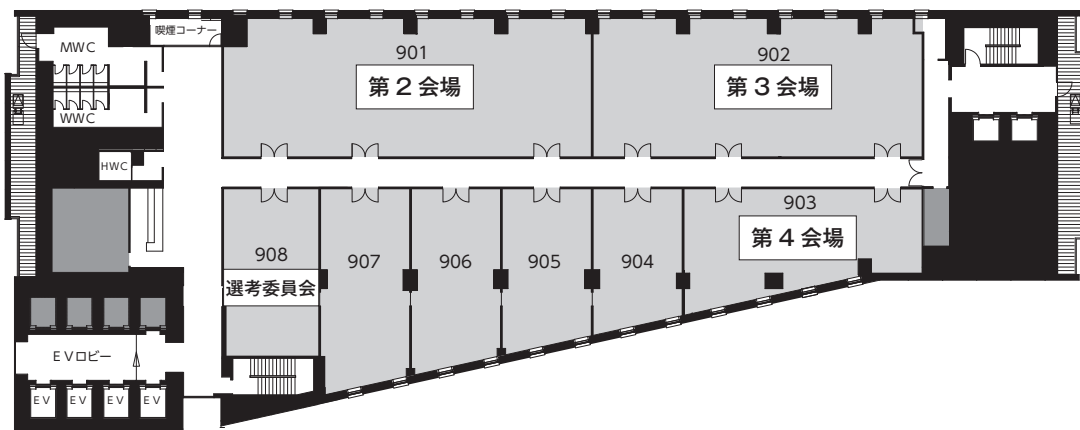 喫煙コーナー
MWC
WWC
HWC
901
第2会場
902
第3会場
903
第4会場
908
選考委員会
907
906
905
904
EVロビー
EV
EV
EV
EV